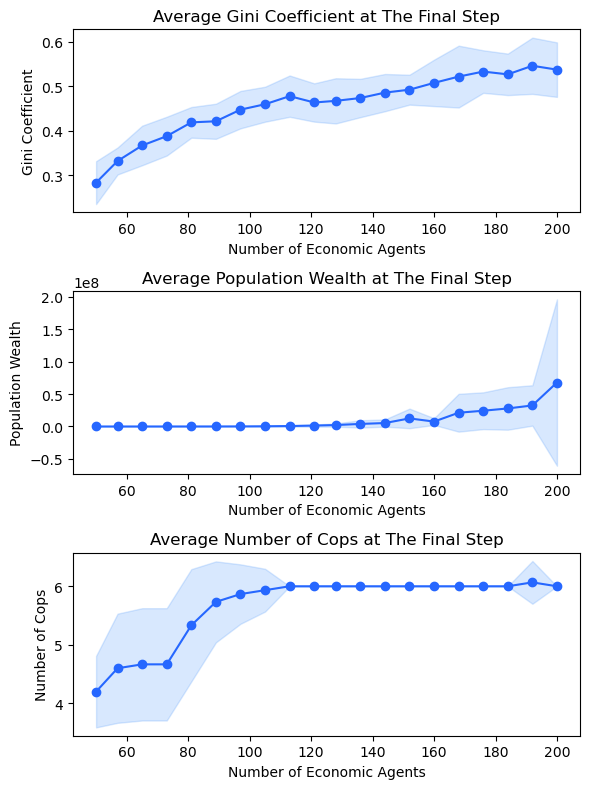 Average Gini Coefficient at The Final Step
0.6
0.5
0.4
0.3
Gini Coefficient
60 80 100 120 140 160 180 200
Number of Economic Agents
Average Population Wealth at The Final Step
1e8
2.0
1.5
1.0
0.5
0.0
−0.5
Population Wealth
60 80 100 120 140 160 180 200
Number of Economic Agents
Average Number of Cops at The Final Step
6
5
4
Number of Cops
60 80 100 120 140 160 180 200
Number of Economic Agents